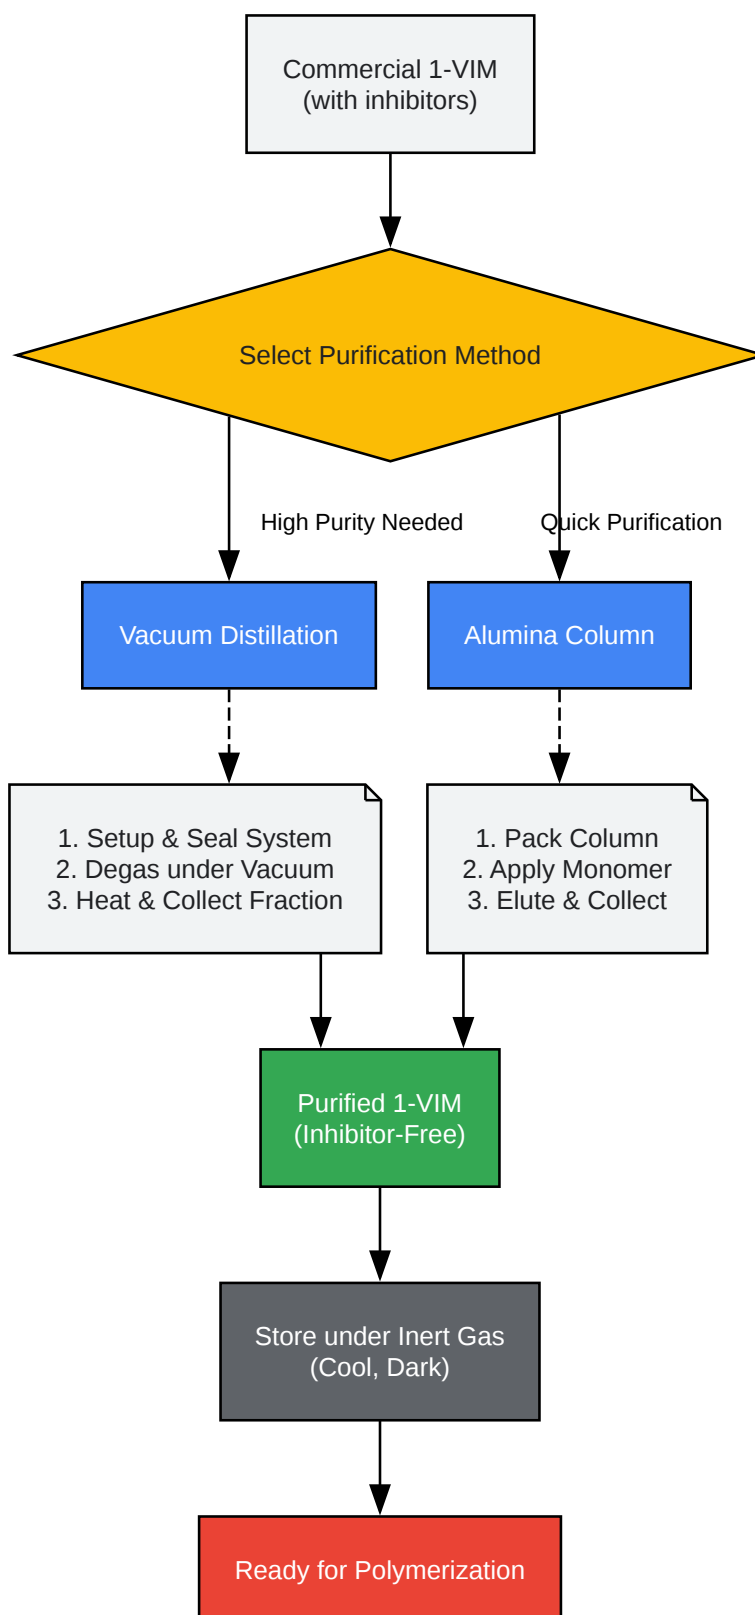 Commercial 1-VIM
(with inhibitors)
Select Purification Method
High Purity Needed
Quick Purification
Vacuum Distillation
Alumina Column
1. Setup & Seal System
2. Degas under Vacuum
3. Heat & Collect Fraction
1. Pack Column
2. Apply Monomer
3. Elute & Collect
Purified 1-VIM
(Inhibitor-Free)
Store under Inert Gas
(Cool, Dark)
Ready for Polymerization